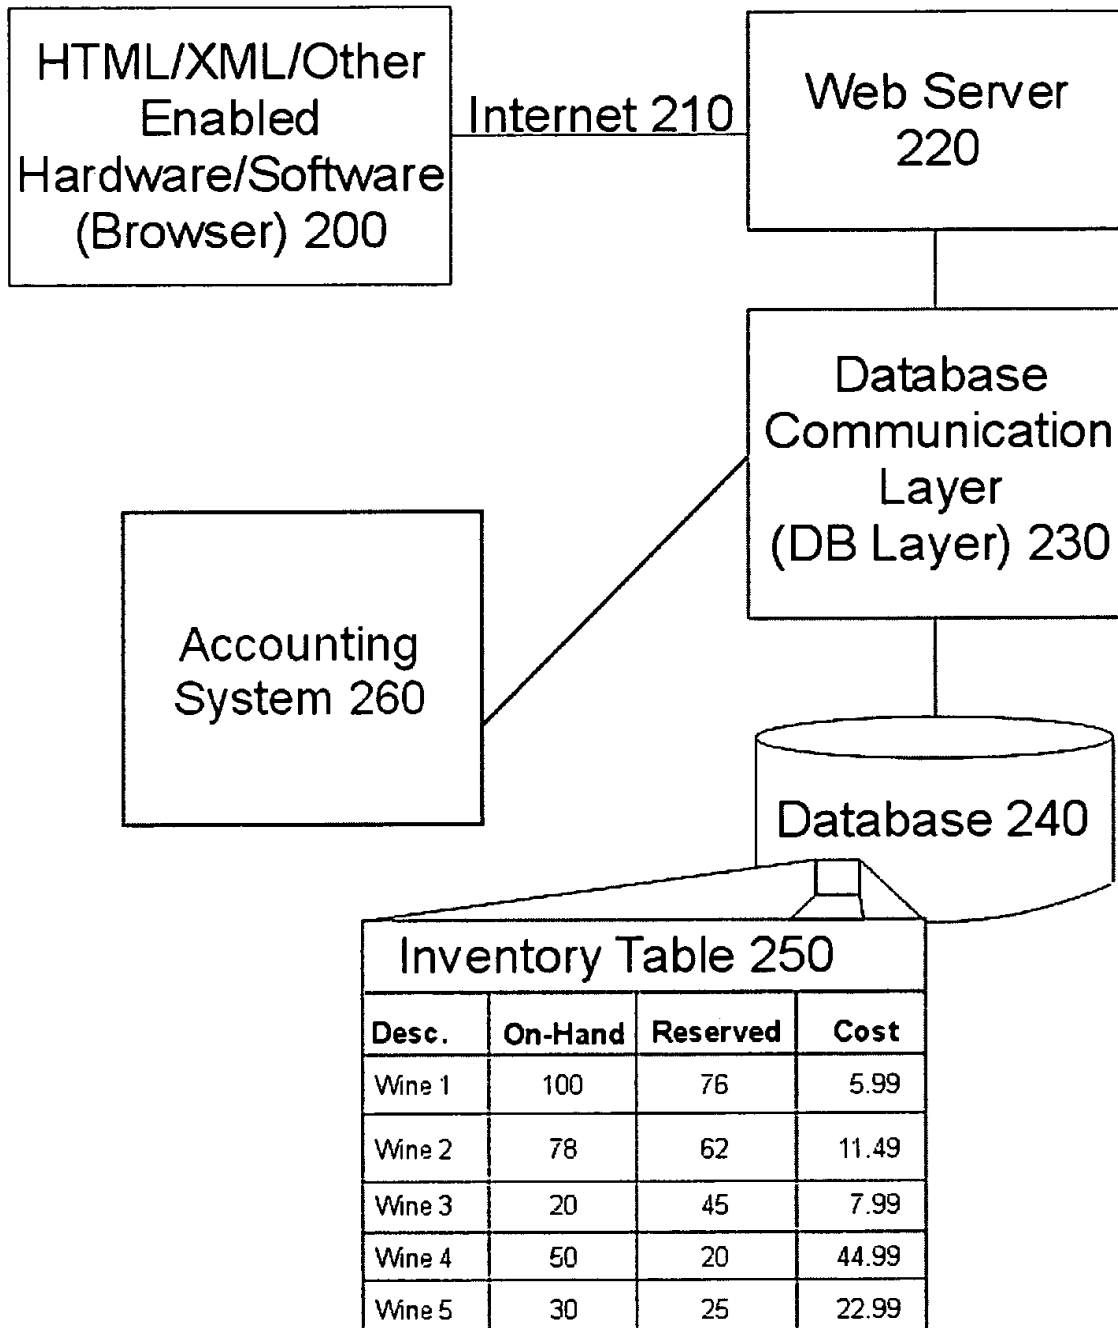 HTML/XML/Other
Enabled
Hardware/Software
(Browser) 200
Internet 210
Web Server
220
Database
Communication
Layer
(DB Layer) 230
Accounting
System 260
Database 240
Inventory Table 250
Desc. On-Hand Reserved Cost
Wine 1 100 76 5.99
Wine 2 78 62 11.49
Wine 3 20 45 7.99
Wine 4 50 20 44.99
Wine 5 30 25 22.99